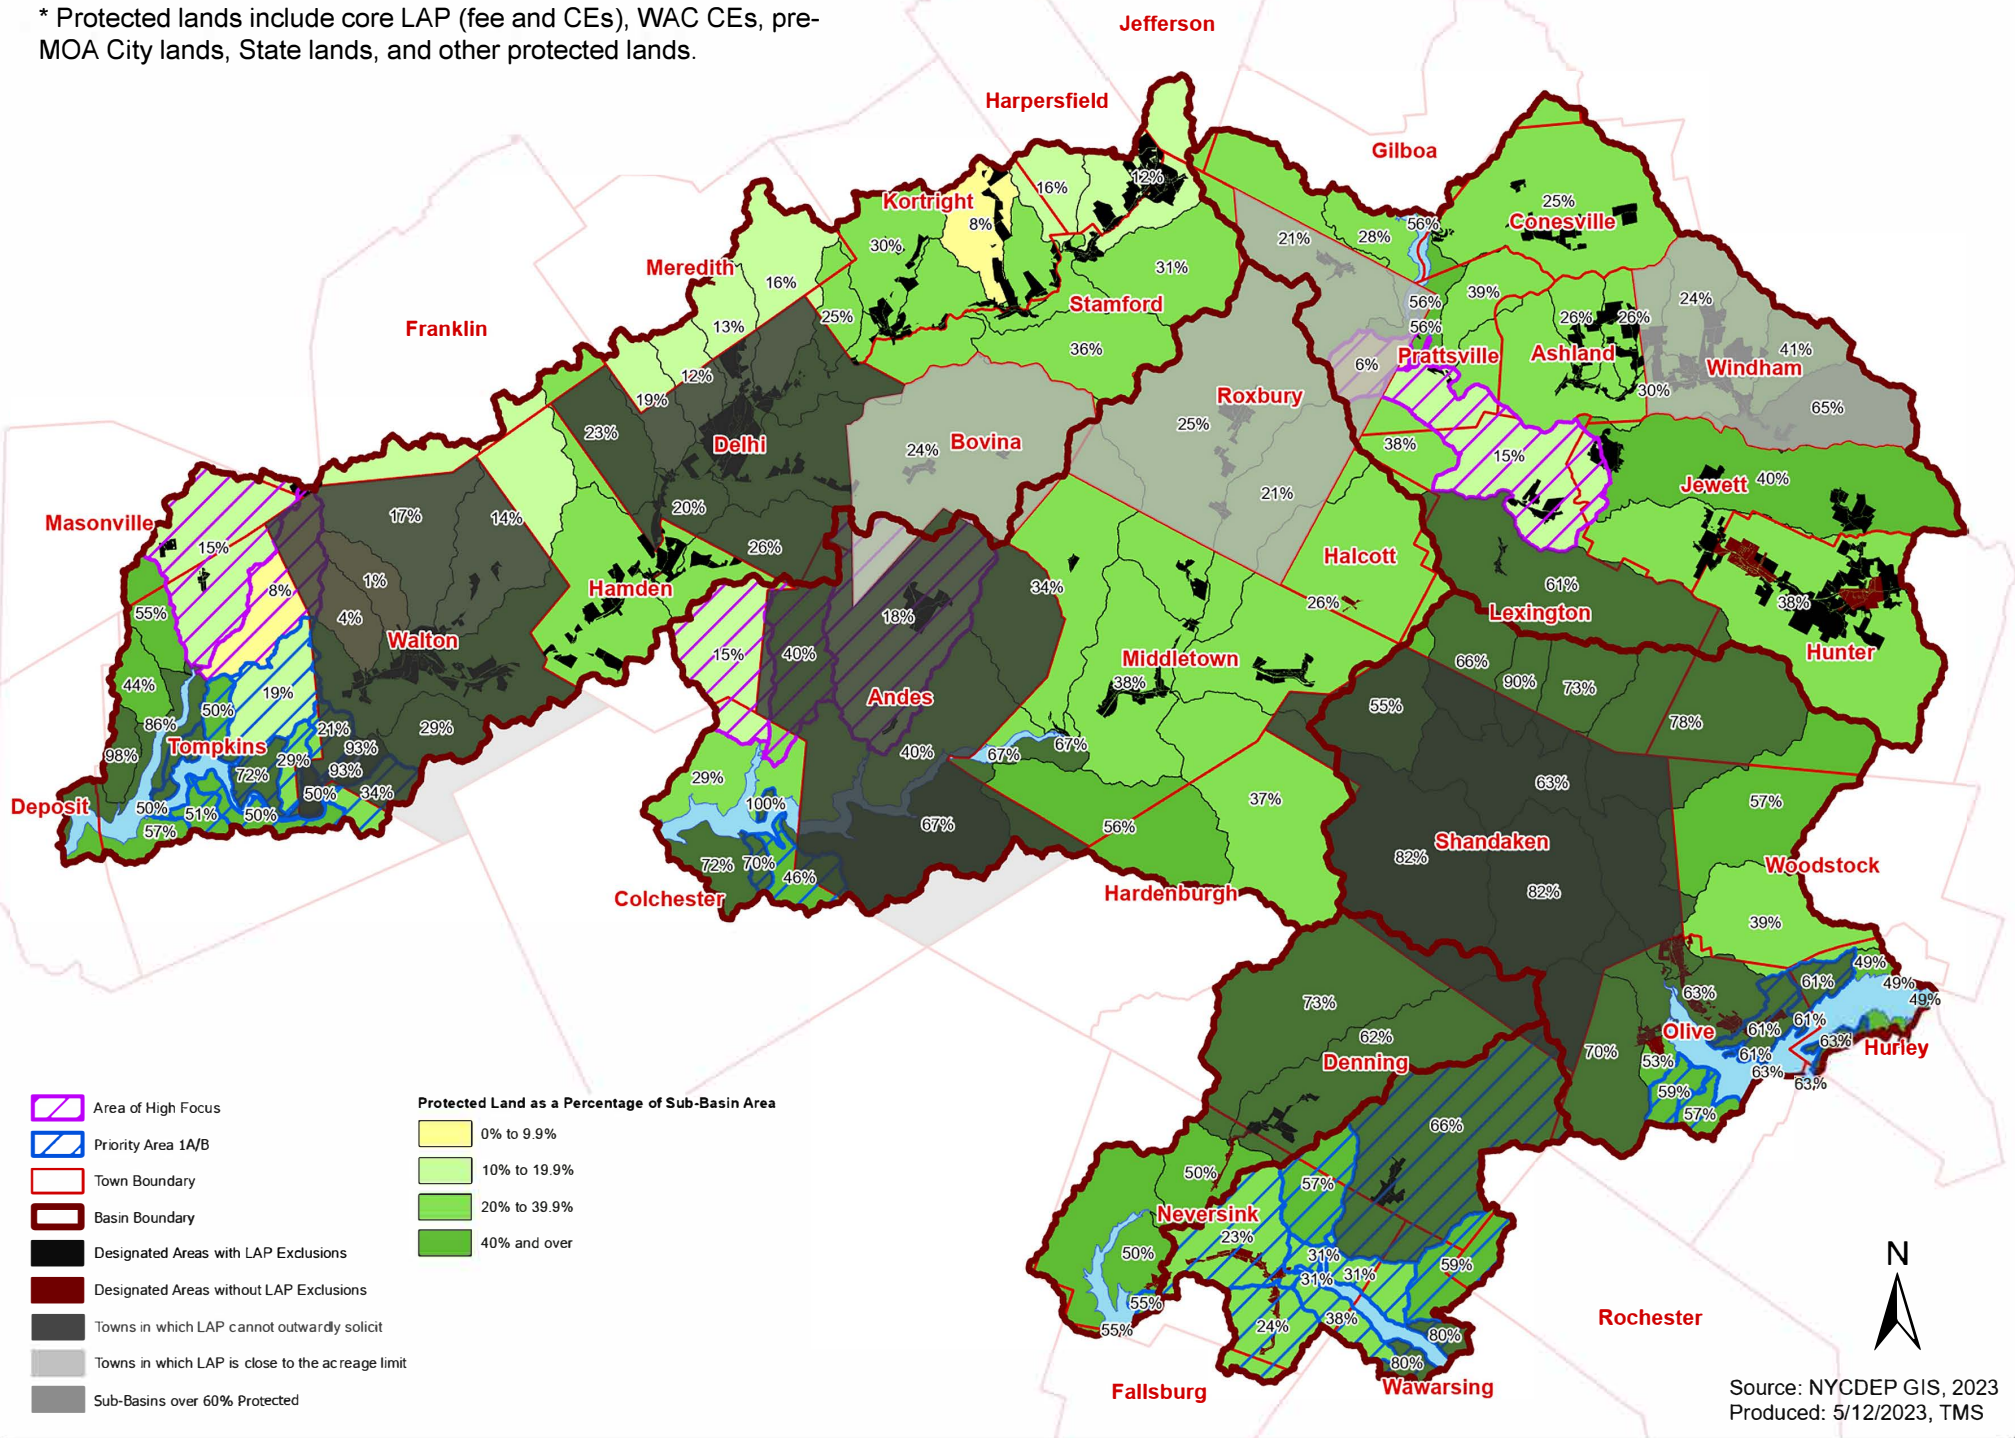 * Protected lands include core LAP (fee and CEs), WAC CEs, pre-
MOA City lands, State lands, and other protected lands.
Jefferson
Harpersfield
Gilboa
12%
16%
Kortright
8%
25%
Conesville
56%
28%
21%
30%
31%
Meredith
16%
Stamford
39%
24%
56%
26%
26%
25%
13%
Franklin
56%
36%
Prattsville
Ashland
41%
6%
Windham
12%
30%
19%
Roxbury
65%
25%
23%
Delhi
24%
Bovina
38%
15%
40%
Jewett
21%
17%
14%
20%
Masonville
15%
26%
Halcott
1%
8%
Hamden
34%
61%
26%
38%
Lexington
55%
4%
18%
Walton
Hunter
15%
40%
Middletown
66%
90%
73%
44%
38%
19%
Andes
50%
55%
78%
86%
21%
29%
Tompkins
93%
40%
67%
67%
98%
29%
72%
93%
29%
63%
50%
34%
37%
57%
Deposit
50%
51%
50%
100%
57%
67%
56%
Shandaken
82%
72%
70%
46%
Woodstock
82%
Colchester
Hardenburgh
39%
49%
61%
49%
63%
49%
73%
61%
61%
Olive
62%
63%
Hurley
Denning
70%
53%
61%
63%
63%
59%
57%
66%
50%
57%
Neversink
23%
50%
31%
59%
31%
31%
55%
38%
24%
55%
80%
80%
Rochester
Fallsburg
Wawarsing
Area of High Focus
Priority Area 1A/B
Town Boundary
Basin Boundary
Designated Areas with LAP Exclusions
Designated Areas without LAP Exclusions
Towns in which LAP cannot outwardly solicit
Towns in which LAP is close to the acreage limit
Sub-Basins over 60% Protected
Protected Land as a Percentage of Sub-Basin Area
0% to 9.9%
10% to 19.9%
20% to 39.9%
40% and over
N
Source: NYCDEP GIS, 2023
Produced: 5/12/2023, TMS